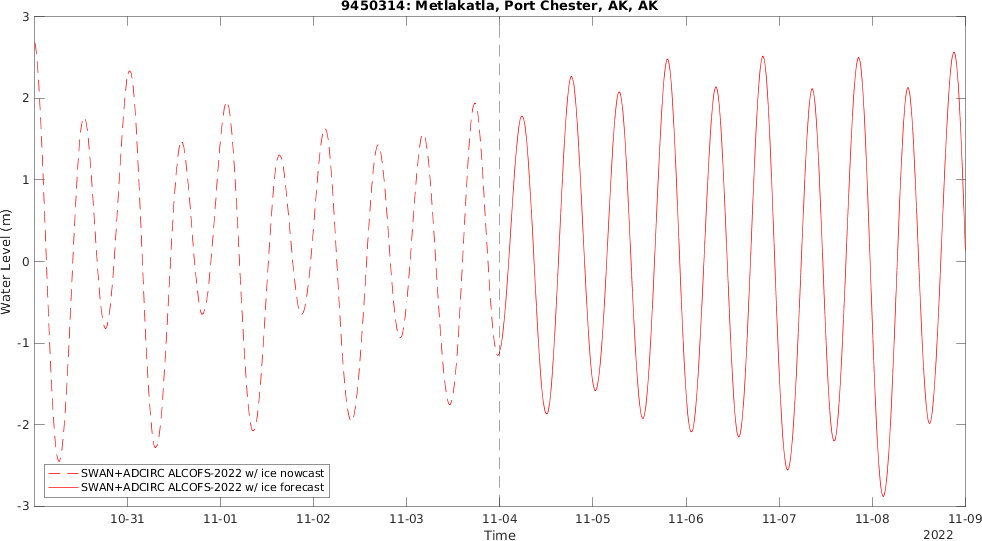 9450314: Metlakatla, Port Chester, AK, AK
Water Level (m)
3
2
1
0
-1
-2
-3
SWAN+ADCIRC ALCOFS-2022 w/ ice nowcast
SWAN+ADCIRC ALCOFS-2022 w/ ice forecast
10-31 11-01 11-02 11-03 11-04 11-05 11-06 11-07 11-08 11-09
Time
2022